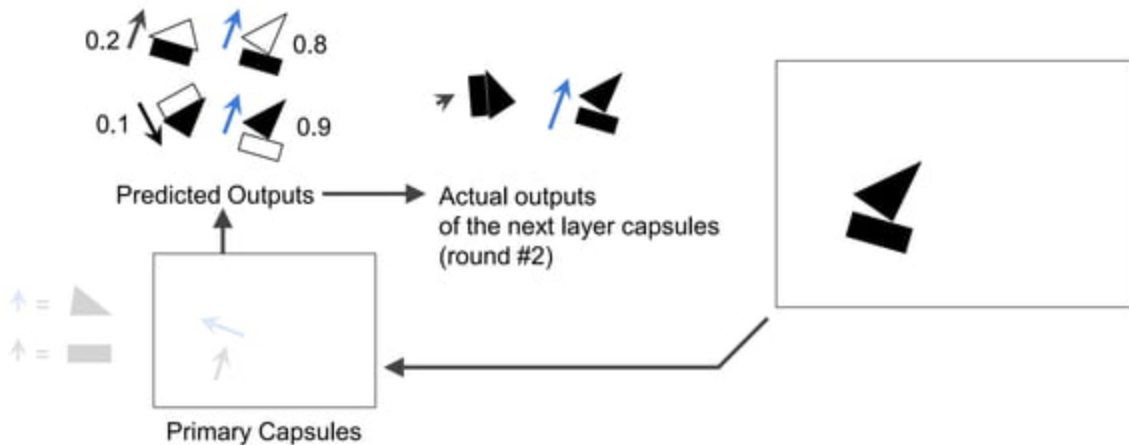 0.2
0.8
0.1
0.9
Predicted Outputs
Actual outputs
of the next layer capsules
(round #2)
=
=
Primary Capsules